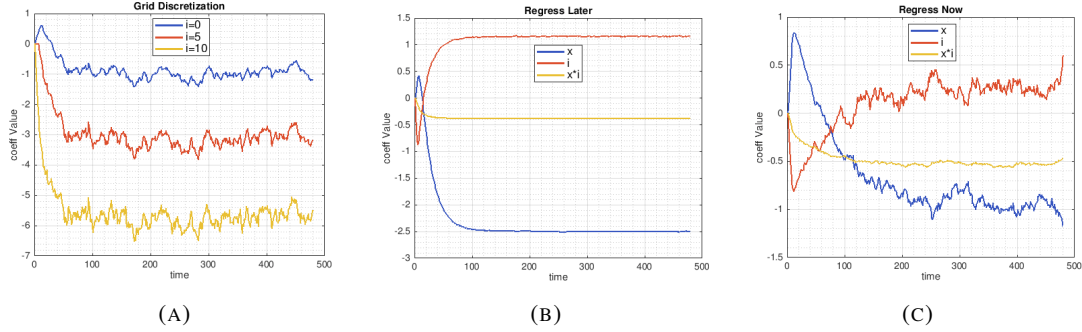 Grid Discretization
i=0
i=5
i=10
coeff Value
1
0
-1
-2
-3
-4
-5
-6
-7
0 100 200 300 400 500
time
(A)
Regress Later
x
i
x*i
coeff Value
1.5
1
0.5
0
-0.5
-1
-1.5
-2
-2.5
-3
0 100 200 300 400 500
time
(B)
Regress Now
x
i
x*i
coeff Value
1
0.5
0
-0.5
-1
-1.5
0 100 200 300 400 500
time
(C)